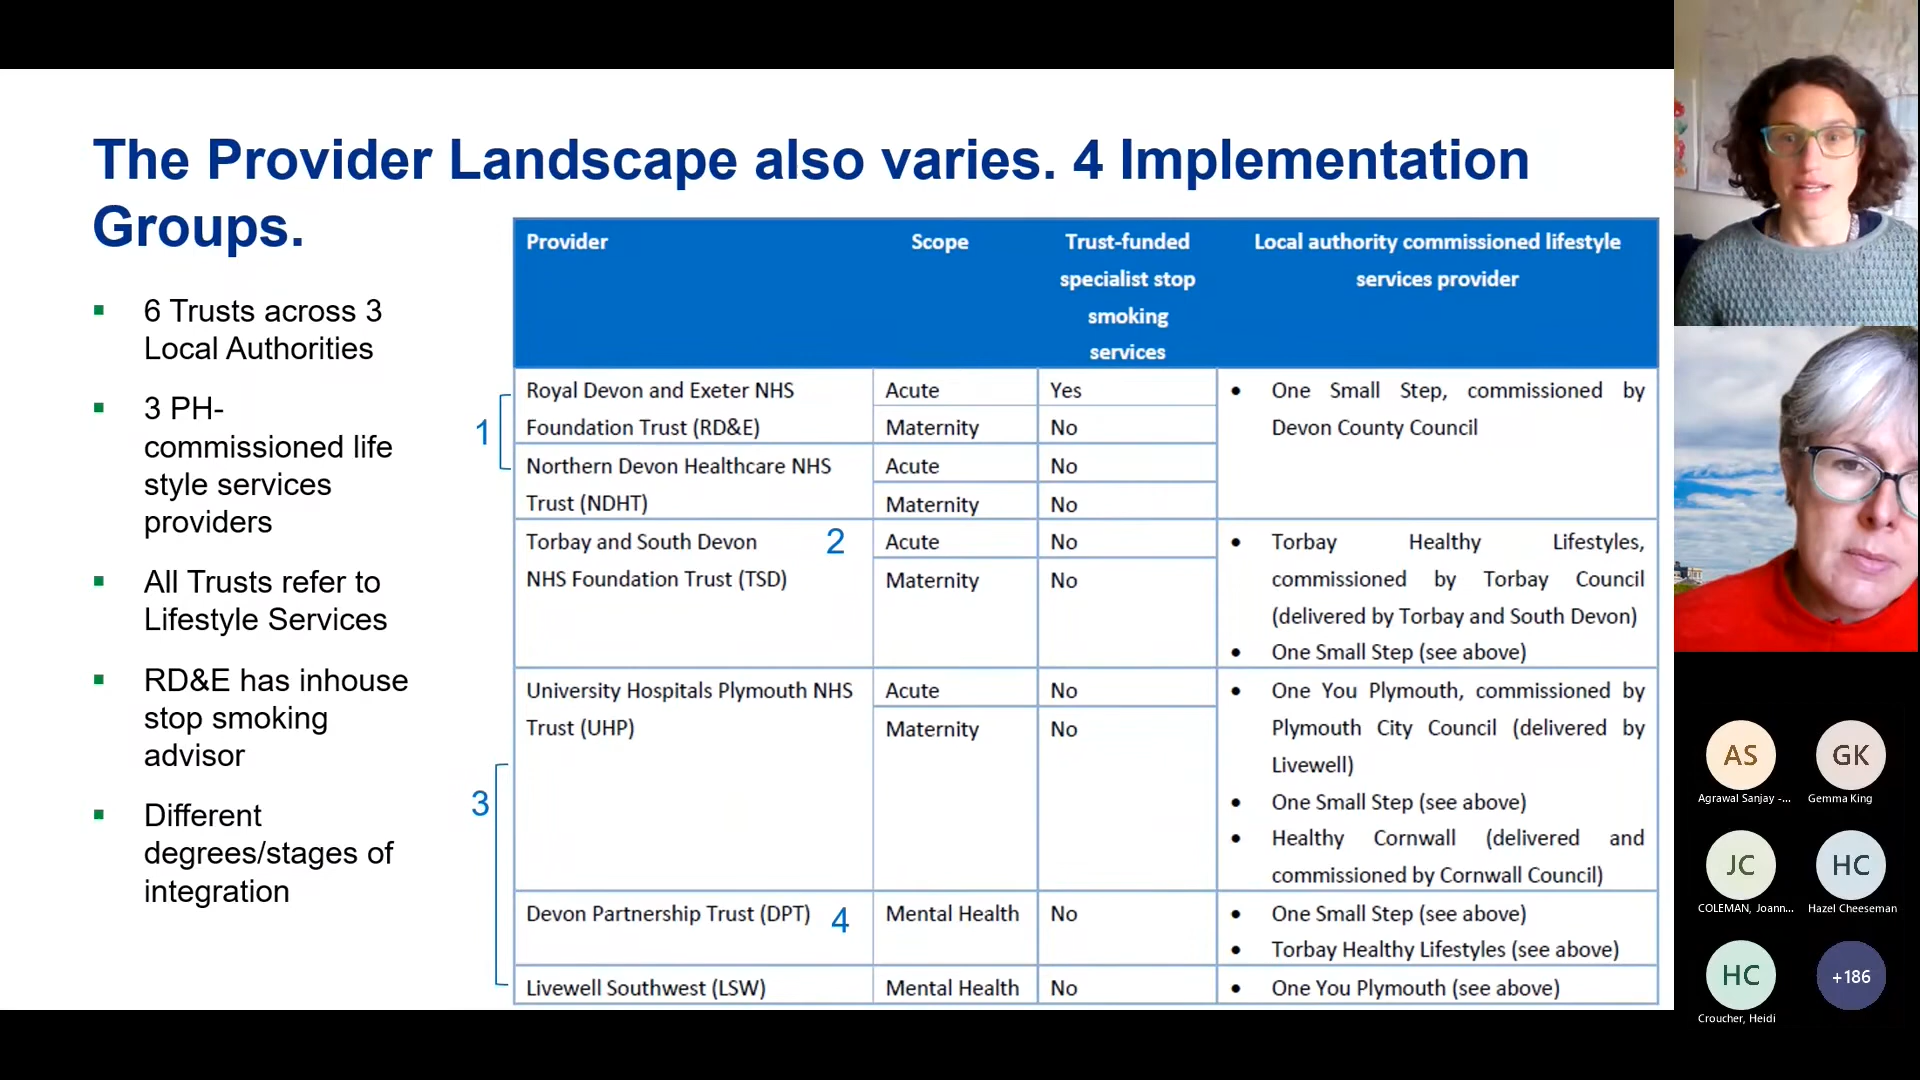 The Provider Landscape also varies. 4 Implementation
Groups.
6 Trusts across 3
Local Authorities
3 PH-
commissioned life
style services
providers
All Trusts refer to
Lifestyle Services
RD&E has inhouse
stop smoking
advisor
Different
degrees/stages of
integration
Provider
Scope
Trust-funded
specialist stop
smoking
services
Local authority commissioned lifestyle
services provider
1
Royal Devon and Exeter NHS
Foundation Trust (RD&E)
Acute
Yes
Maternity
No
• One Small Step, commissioned by
Devon County Council
Northern Devon Healthcare NHS
Trust (NDHT)
Acute
No
Maternity
No
Torbay and South Devon
NHS Foundation Trust (TSD)
2
Acute
No
Maternity
No
• Torbay Healthy Lifestyles,
commissioned by Torbay Council
(delivered by Torbay and South Devon)
• One Small Step (see above)
3
University Hospitals Plymouth NHS
Trust (UHP)
Acute
No
Maternity
No
• One You Plymouth, commissioned by
Plymouth City Council (delivered by
Livewell)
• One Small Step (see above)
• Healthy Cornwall (delivered and
commissioned by Cornwall Council)
Devon Partnership Trust (DPT)
4
Mental Health
No
• One Small Step (see above)
• Torbay Healthy Lifestyles (see above)
Livewell Southwest (LSW)
Mental Health
No
• One You Plymouth (see above)
AS
Agrawal Sanjay -...
GK
Gemma King
JC
COLEMAN, Joann...
HC
Hazel Cheeseman
HC
Croucher, Heidi
+186